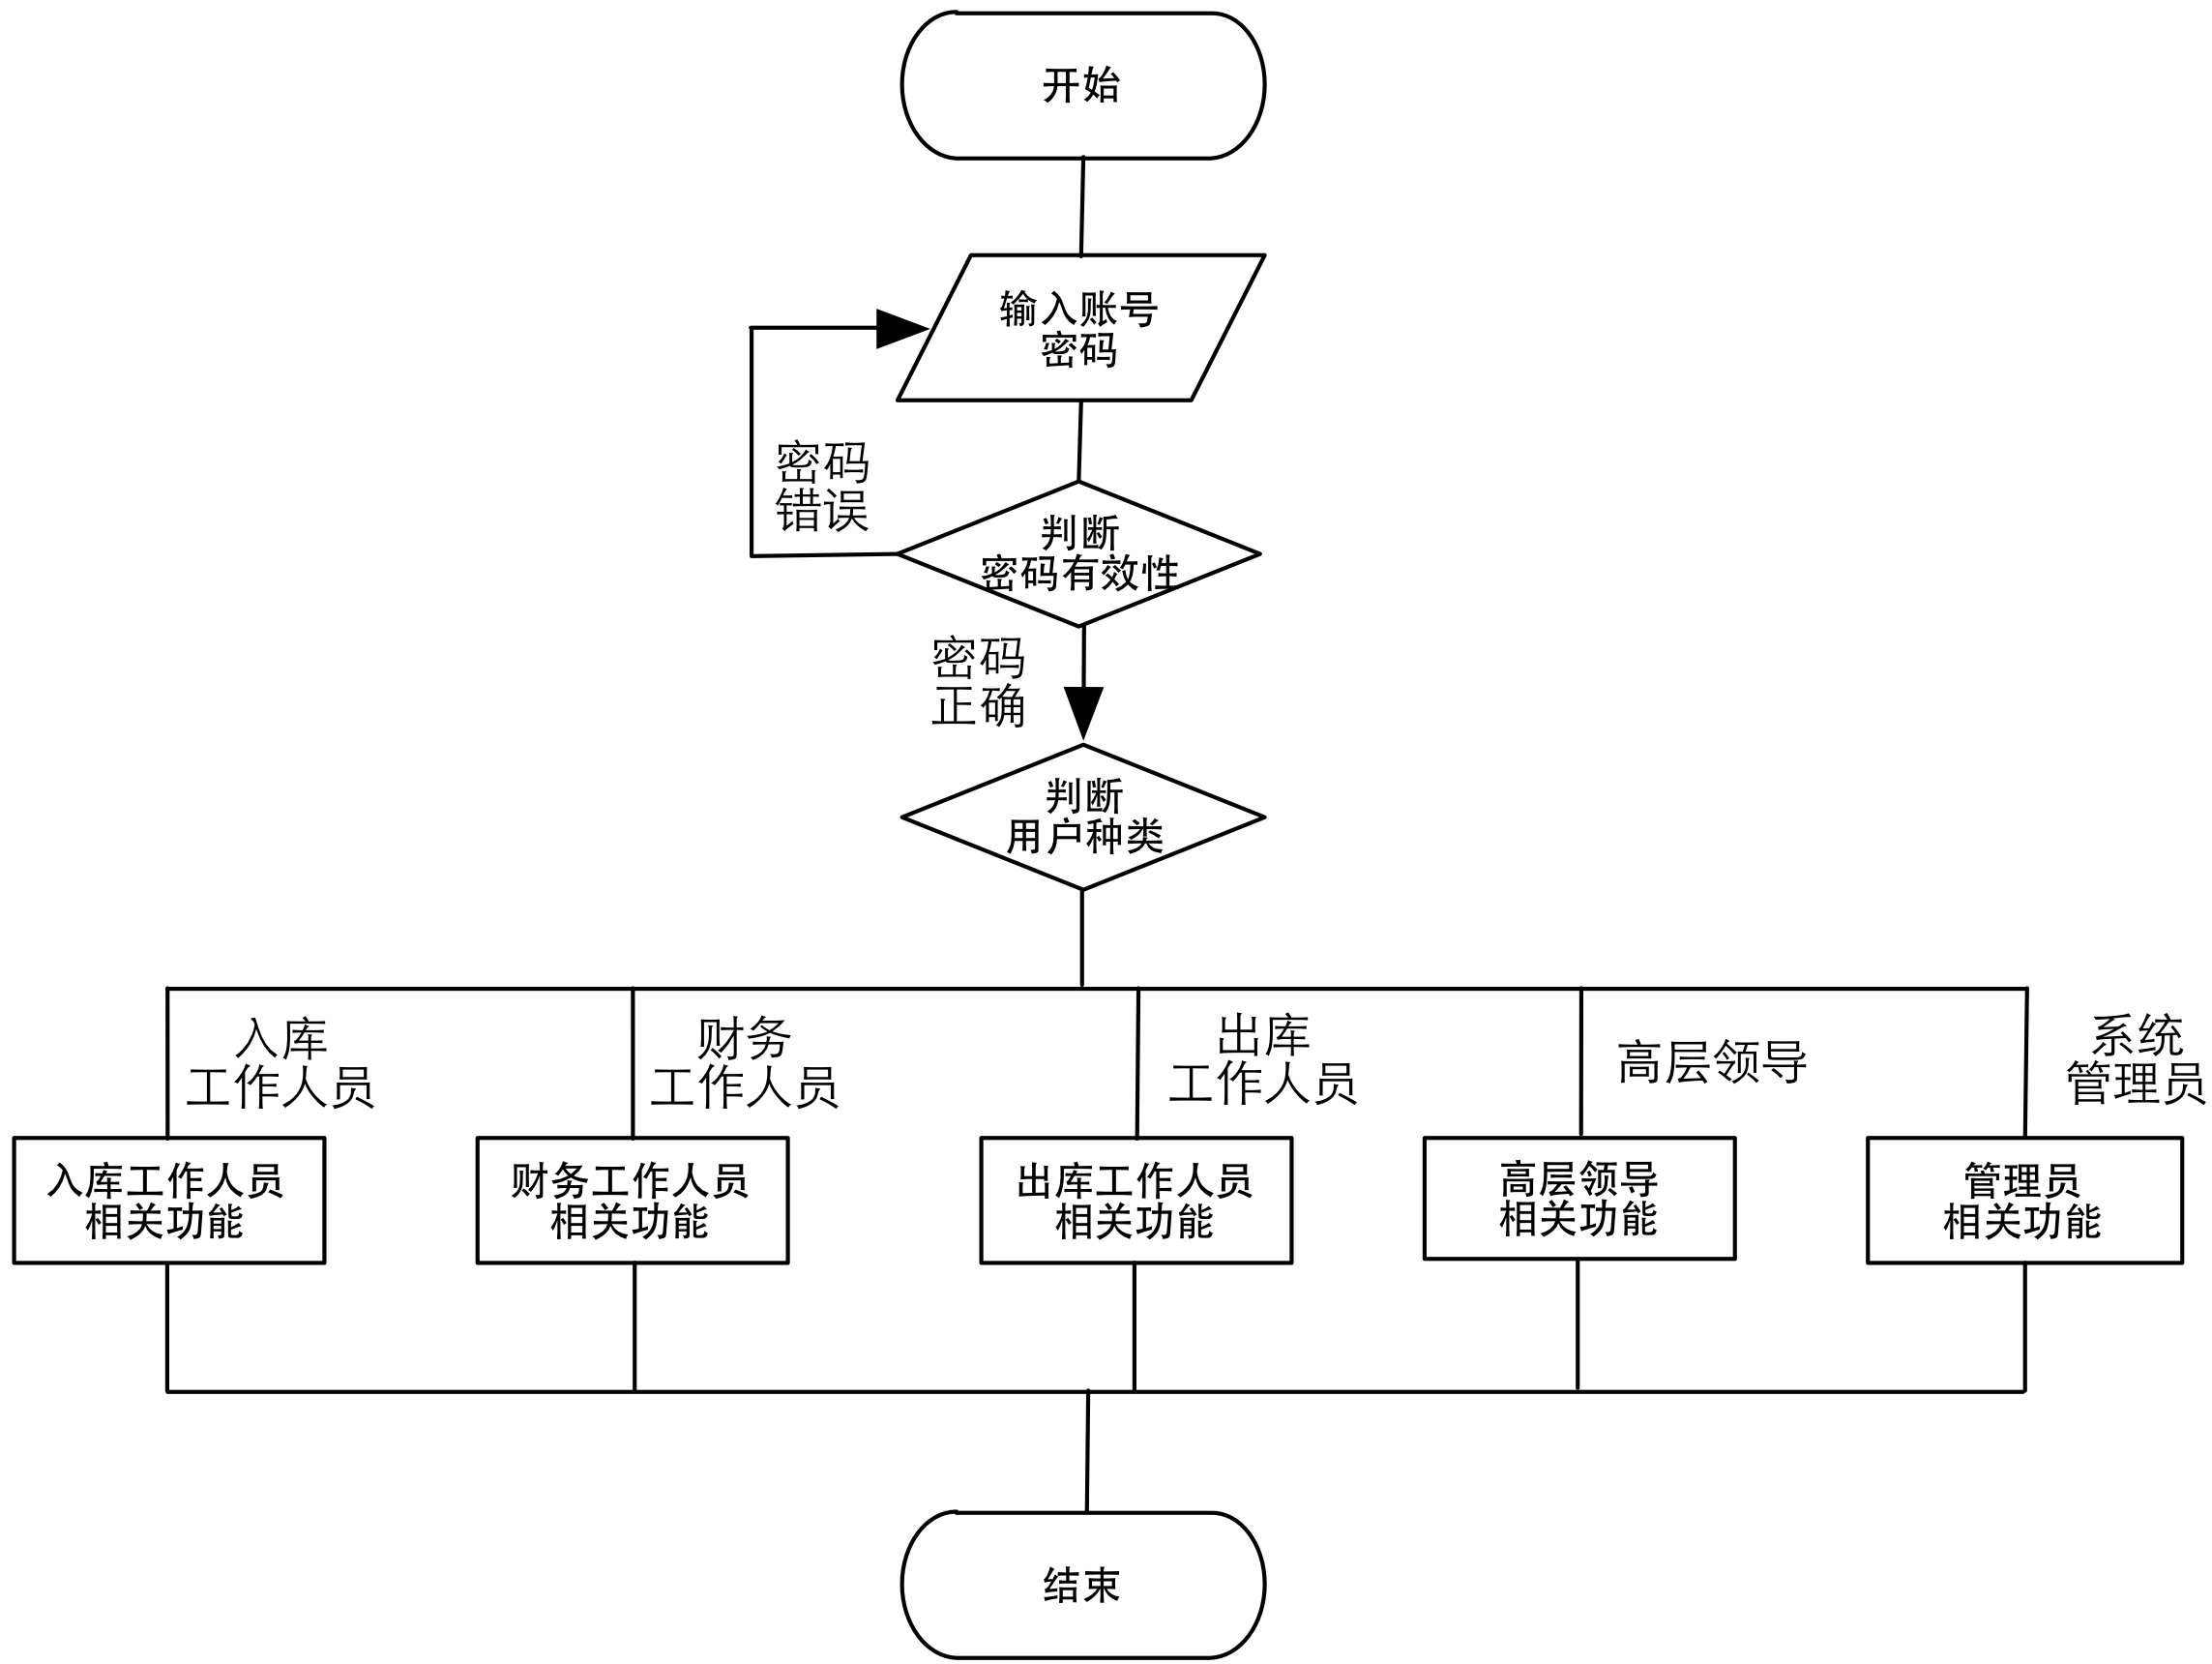 开始
输入账号
密码
密码
错误
判断
密码有效性
密码
正确
判断
用户种类
入库
工作人员
财务
工作人员
出库
工作人员
高层领导
系统
管理员
入库工作人员
相关功能
财务工作人员
相关功能
出库工作人员
相关功能
高层领导
相关功能
管理员
相关功能
结束